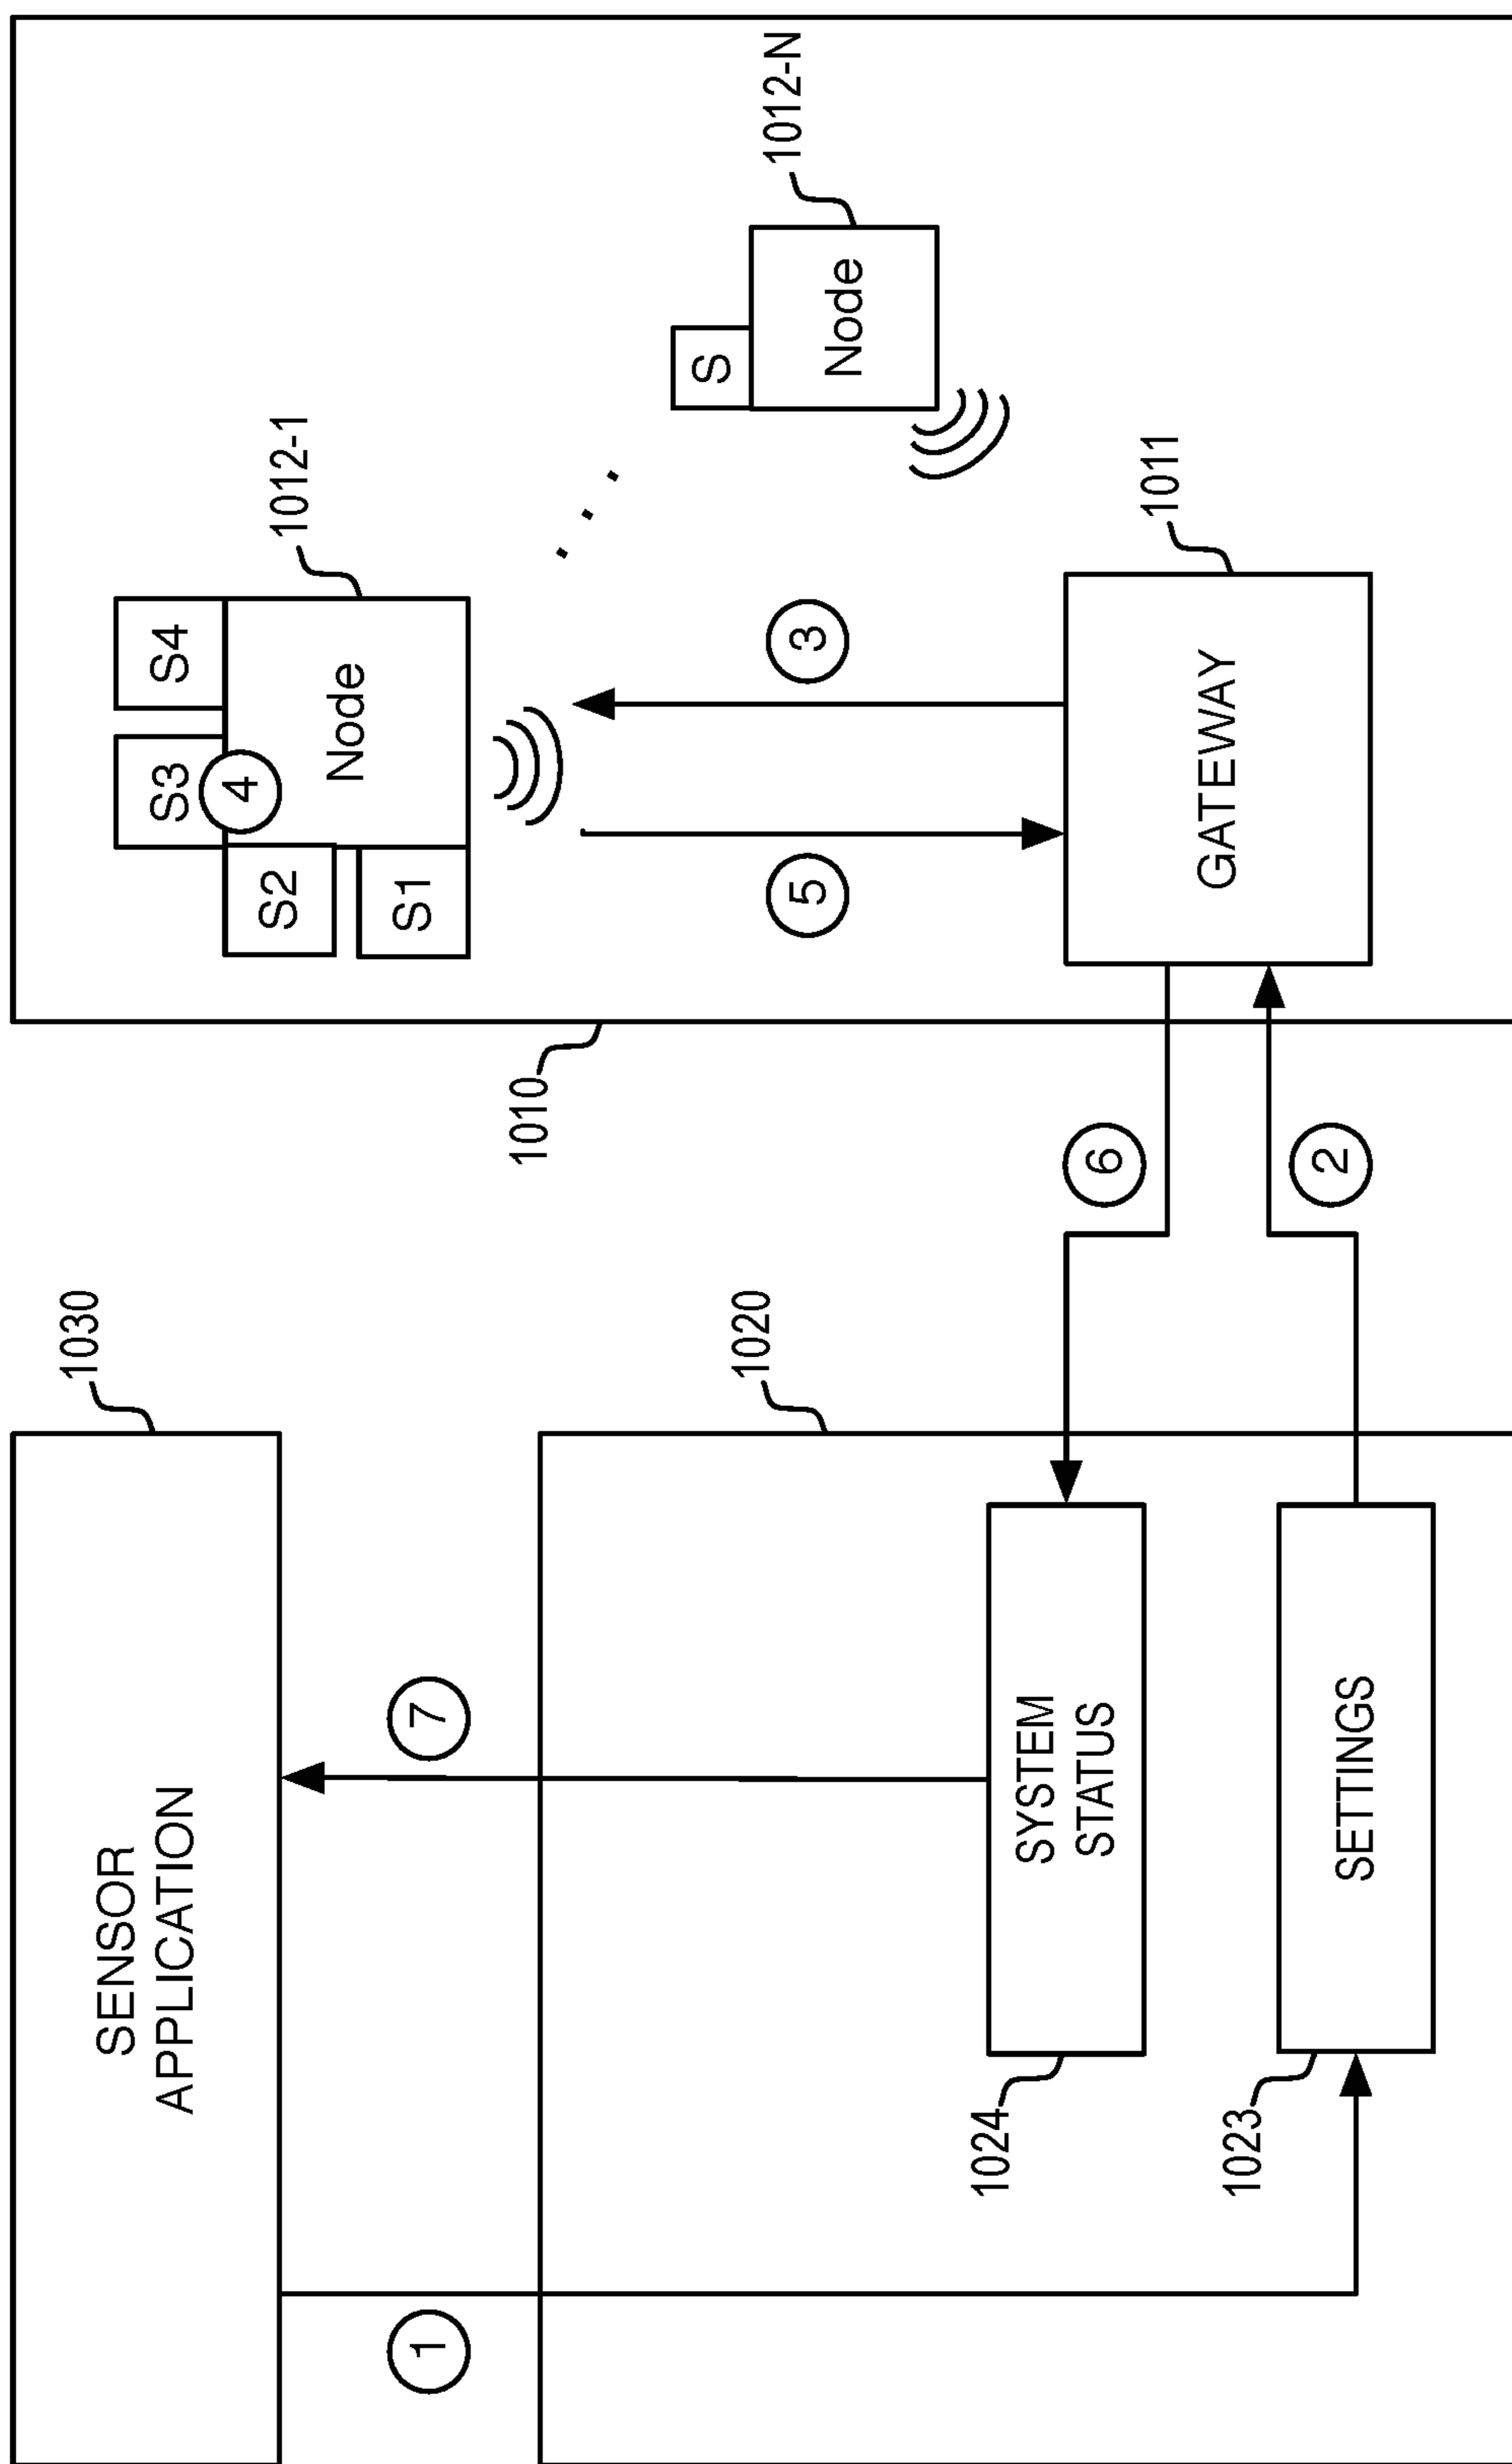 1030
SENSOR
APPLICATION
1
7
1020
1024
SYSTEM
STATUS
1023
SETTINGS
6
2
1010
S4
S3
4
S2
S1
Node
1012-1
S
Node
1012-N
3
5
GATEWAY
1011